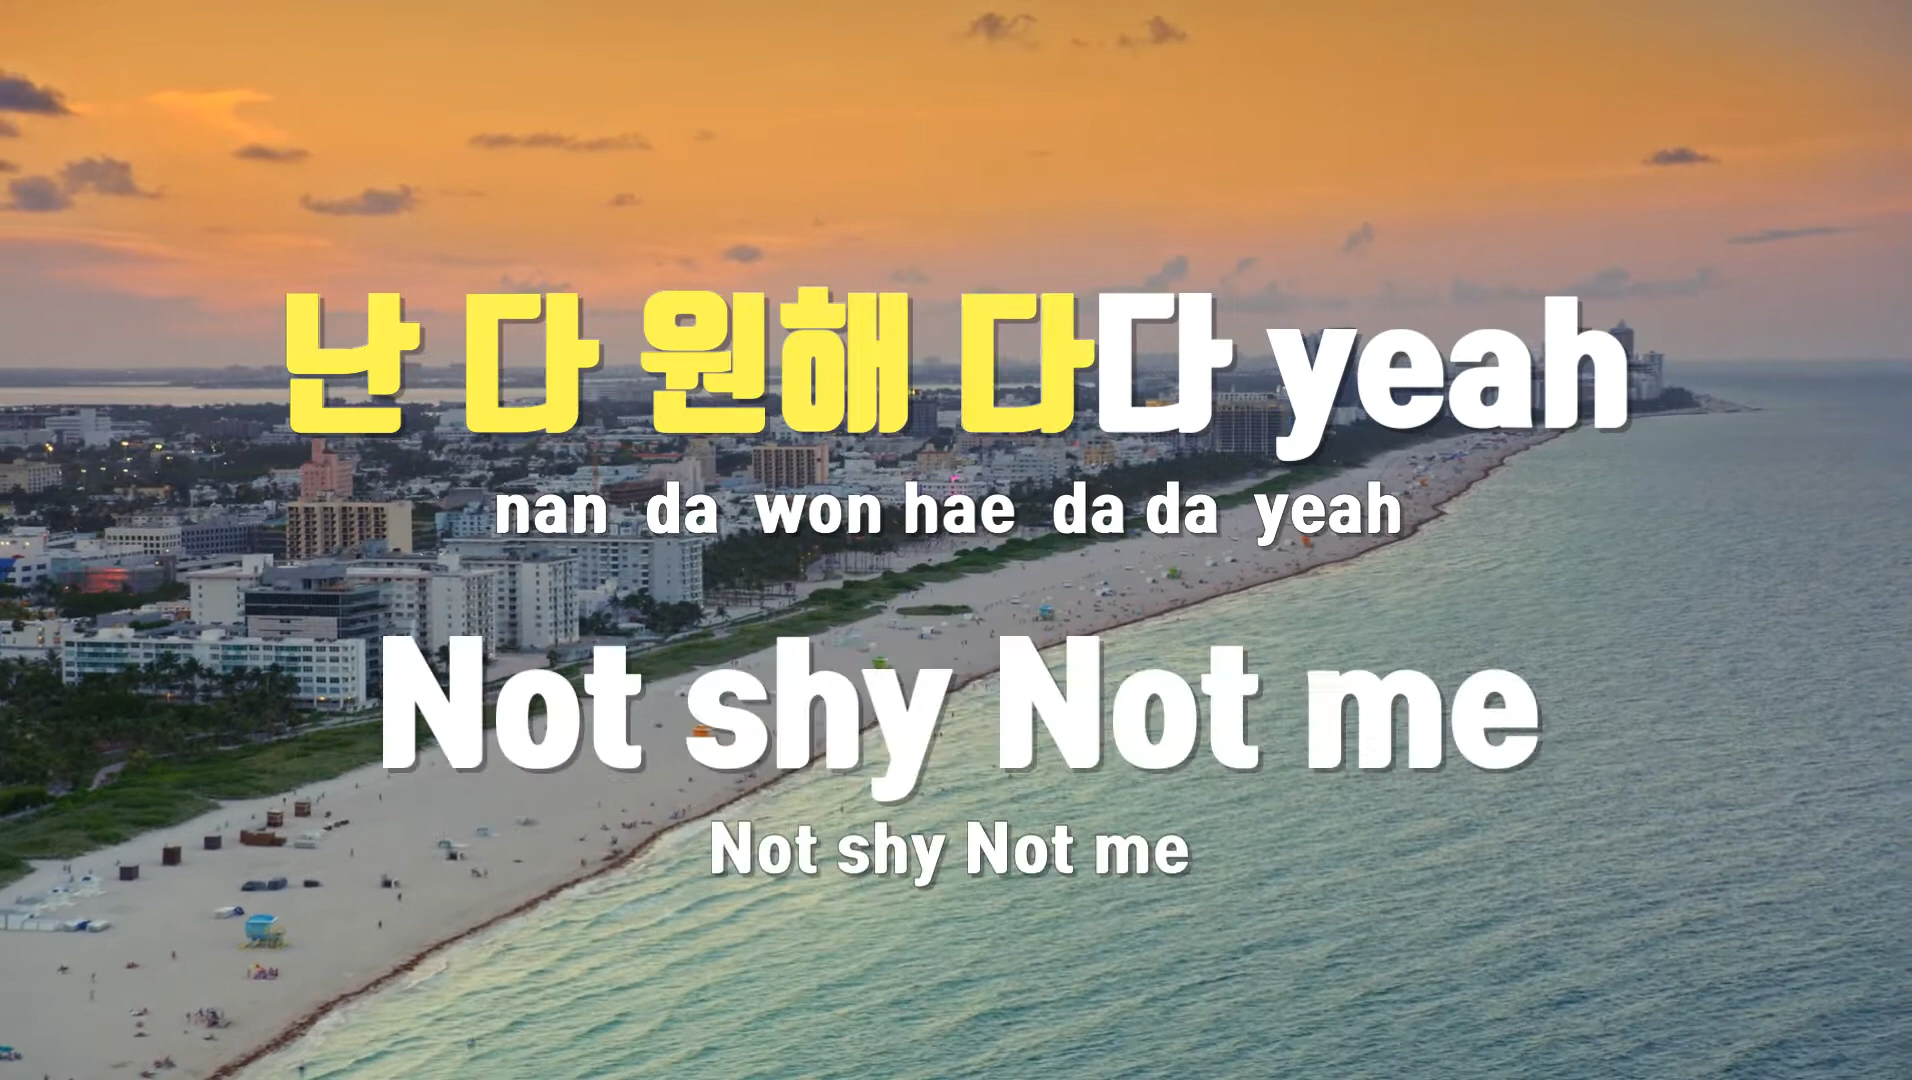 난 다 원해 다다 yeah
nan da won hae da da yeah
Not shy Not me
Not shy Not me